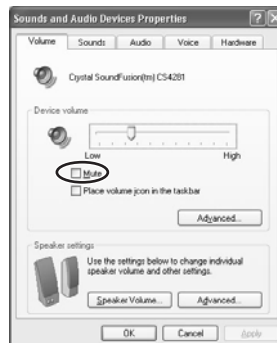 Sounds and Audio Devices Properties
Volume Sounds Audio Voice Hardware
Crystal SoundFusion(tm) CS4281
Device volume
Low High
Mute
Place volume icon in the taskbar
Advanced...
Speaker settings
Use the settings below to change individual
speaker volume and other settings.
Speaker Volume... Advanced...
OK Cancel Apply